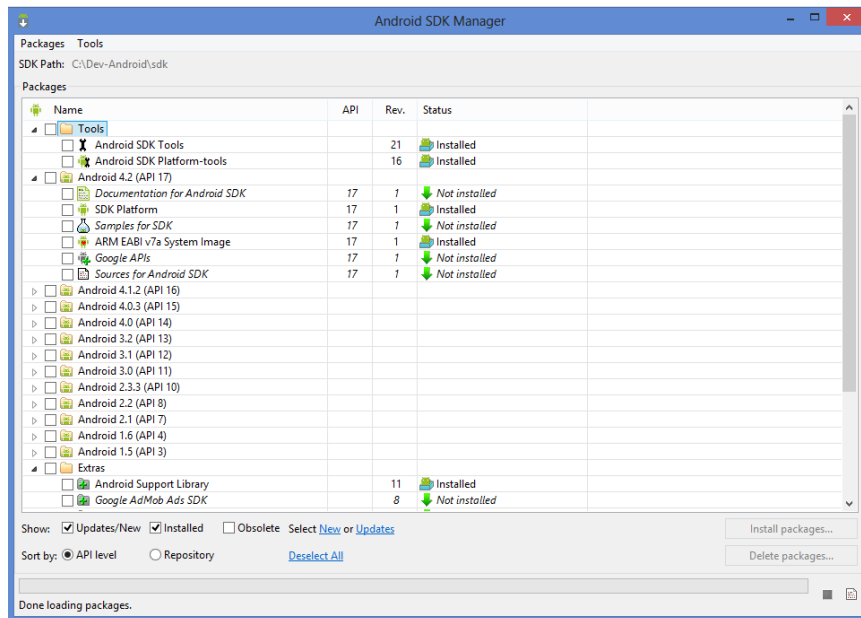 Android SDK Manager
Packages Tools
SDK Path: C:\Dev-Android\sdk
Packages
Name API Rev. Status
Tools
Android SDK Tools 21 Installed
Android SDK Platform-tools 16 Installed
Android 4.2 (API 17)
Documentation for Android SDK 17 1 Not installed
SDK Platform 17 1 Installed
Samples for SDK 17 1 Not installed
ARM EABI v7a System Image 17 1 Installed
Google APIs 17 1 Not installed
Sources for Android SDK 17 1 Not installed
Android 4.1.2 (API 16)
Android 4.0.3 (API 15)
Android 4.0 (API 14)
Android 3.2 (API 13)
Android 3.1 (API 12)
Android 3.0 (API 11)
Android 2.3.3 (API 10)
Android 2.2 (API 8)
Android 2.1 (API 7)
Android 1.6 (API 4)
Android 1.5 (API 3)
Extras
Android Support Library 11 Installed
Google AdMob Ads SDK 8 Not installed
Show: Updates/New Installed Obsolete Select New or Updates Install packages...
Sort by: API level Repository Deselect All Delete packages...
Done loading packages.